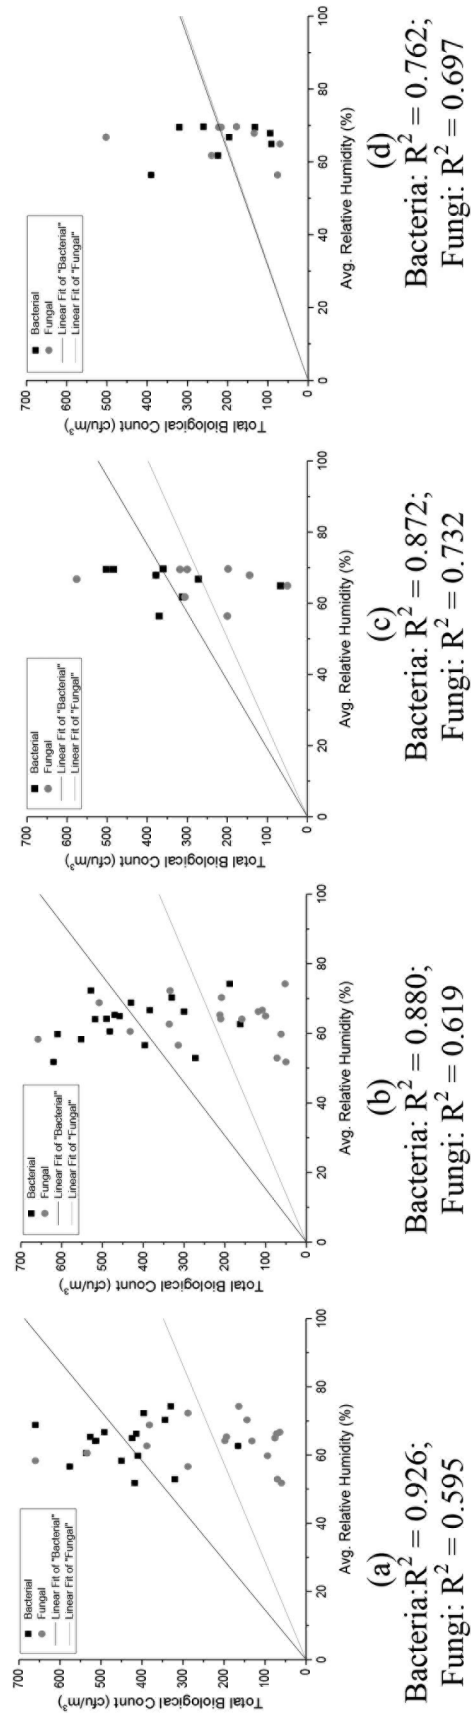 700
600
500
400
300
200
100
0
Total Biological Count (cfu/m³)
Bacterial
Fungal
Linear Fit of "Bacterial"
Linear Fit of "Fungal"
0 20 40 60 80 100
Avg. Relative Humidity (%)
(a)
Bacteria:R² = 0.926;
Fungi: R² = 0.595
700
600
500
400
300
200
100
0
Total Biological Count (cfu/m³)
Bacterial
Fungal
Linear Fit of "Bacterial"
Linear Fit of "Fungal"
0 20 40 60 80 100
Avg. Relative Humidity (%)
(b)
Bacteria: R² = 0.880;
Fungi: R² = 0.619
700
600
500
400
300
200
100
0
Total Biological Count (cfu/m³)
Bacterial
Fungal
Linear Fit of "Bacterial"
Linear Fit of "Fungal"
0 20 40 60 80 100
Avg. Relative Humidity (%)
(c)
Bacteria: R² = 0.872;
Fungi: R² = 0.732
700
600
500
400
300
200
100
0
Total Biological Count (cfu/m³)
Bacterial
Fungal
Linear Fit of "Bacterial"
Linear Fit of "Fungal"
0 20 40 60 80 100
Avg. Relative Humidity (%)
(d)
Bacteria: R² = 0.762;
Fungi: R² = 0.697